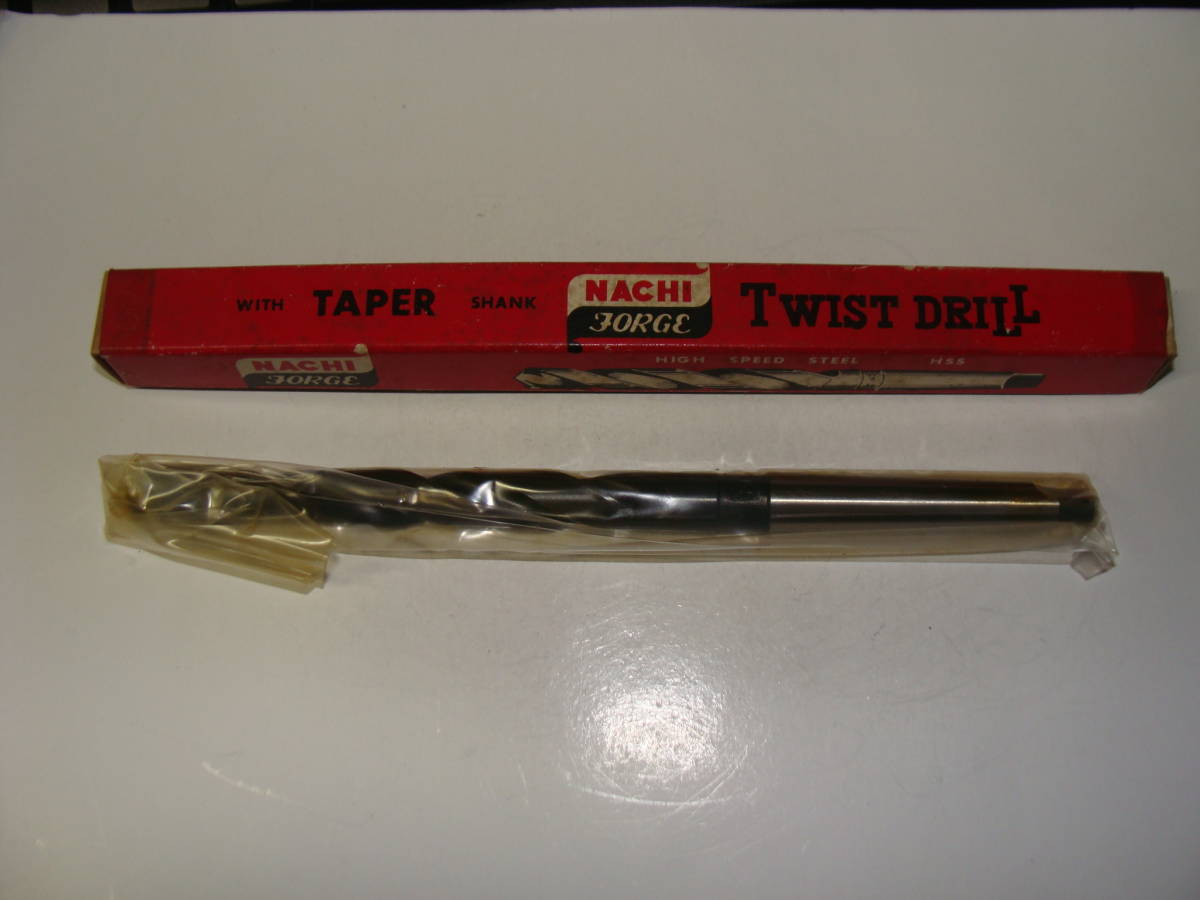 WITH TAPER SHANK NACHI FORGE TWIST DRILL
NACHI FORGE HIGH SPEED STEEL HSS